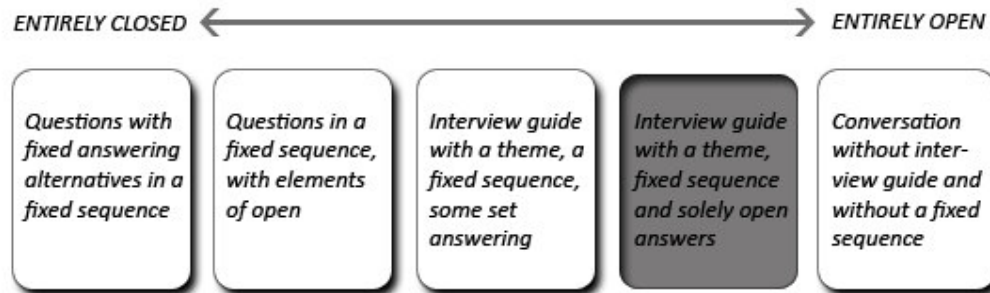 ENTIRELY CLOSED
ENTIRELY OPEN
Questions with
fixed answering
alternatives in a
fixed sequence
Questions in a
fixed sequence,
with elements
of open
Interview guide
with a theme, a
fixed sequence,
some set
answering
Interview guide
with a theme,
fixed sequence
and solely open
answers
Conversation
without inter-
view guide and
without a fixed
sequence